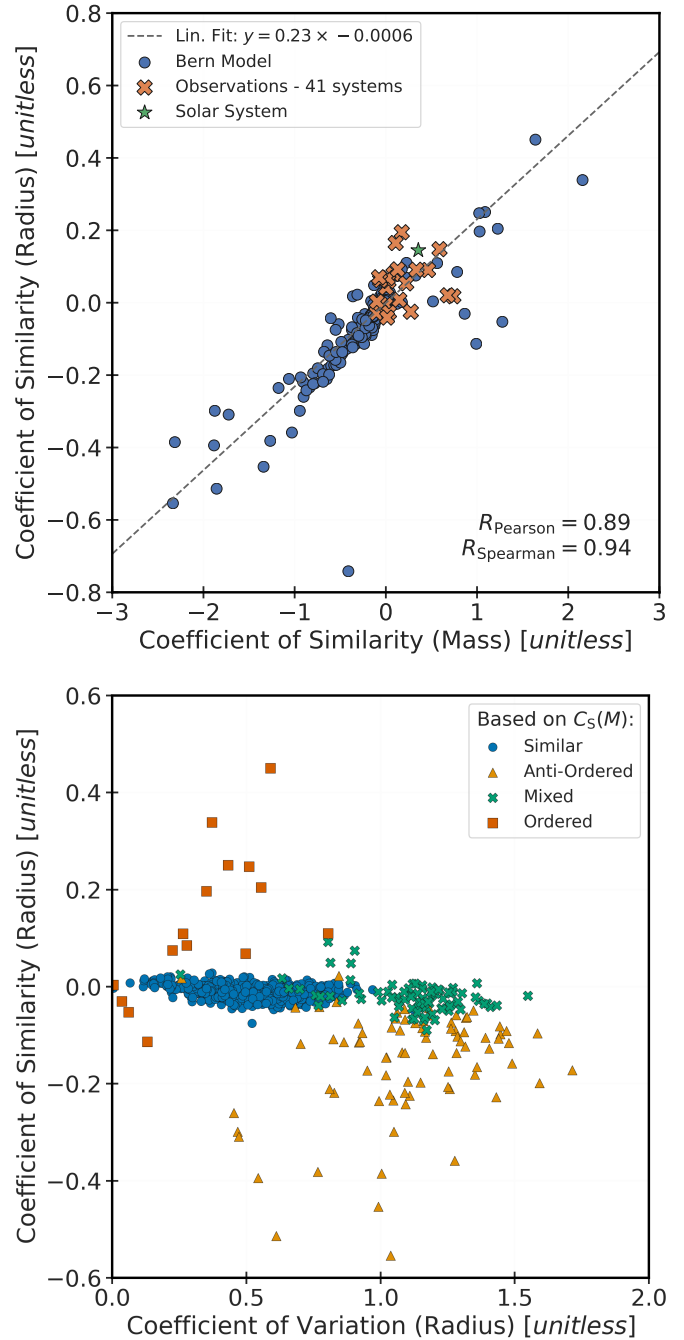 0.8
0.6
0.4
0.2
0.0
−0.2
−0.4
−0.6
−0.8
Coefficient of Similarity (Radius) [unitless]
Lin. Fit: y = 0.23 × −0.0006
Bern Model
Observations - 41 systems
Solar System
R_Pearson = 0.89
R_Spearman = 0.94
−3 −2 −1 0 1 2 3
Coefficient of Similarity (Mass) [unitless]
0.6
0.4
0.2
0.0
−0.2
−0.4
−0.6
Coefficient of Similarity (Radius) [unitless]
Based on C_S(M):
Similar
Anti-Ordered
Mixed
Ordered
0.0 0.5 1.0 1.5 2.0
Coefficient of Variation (Radius) [unitless]